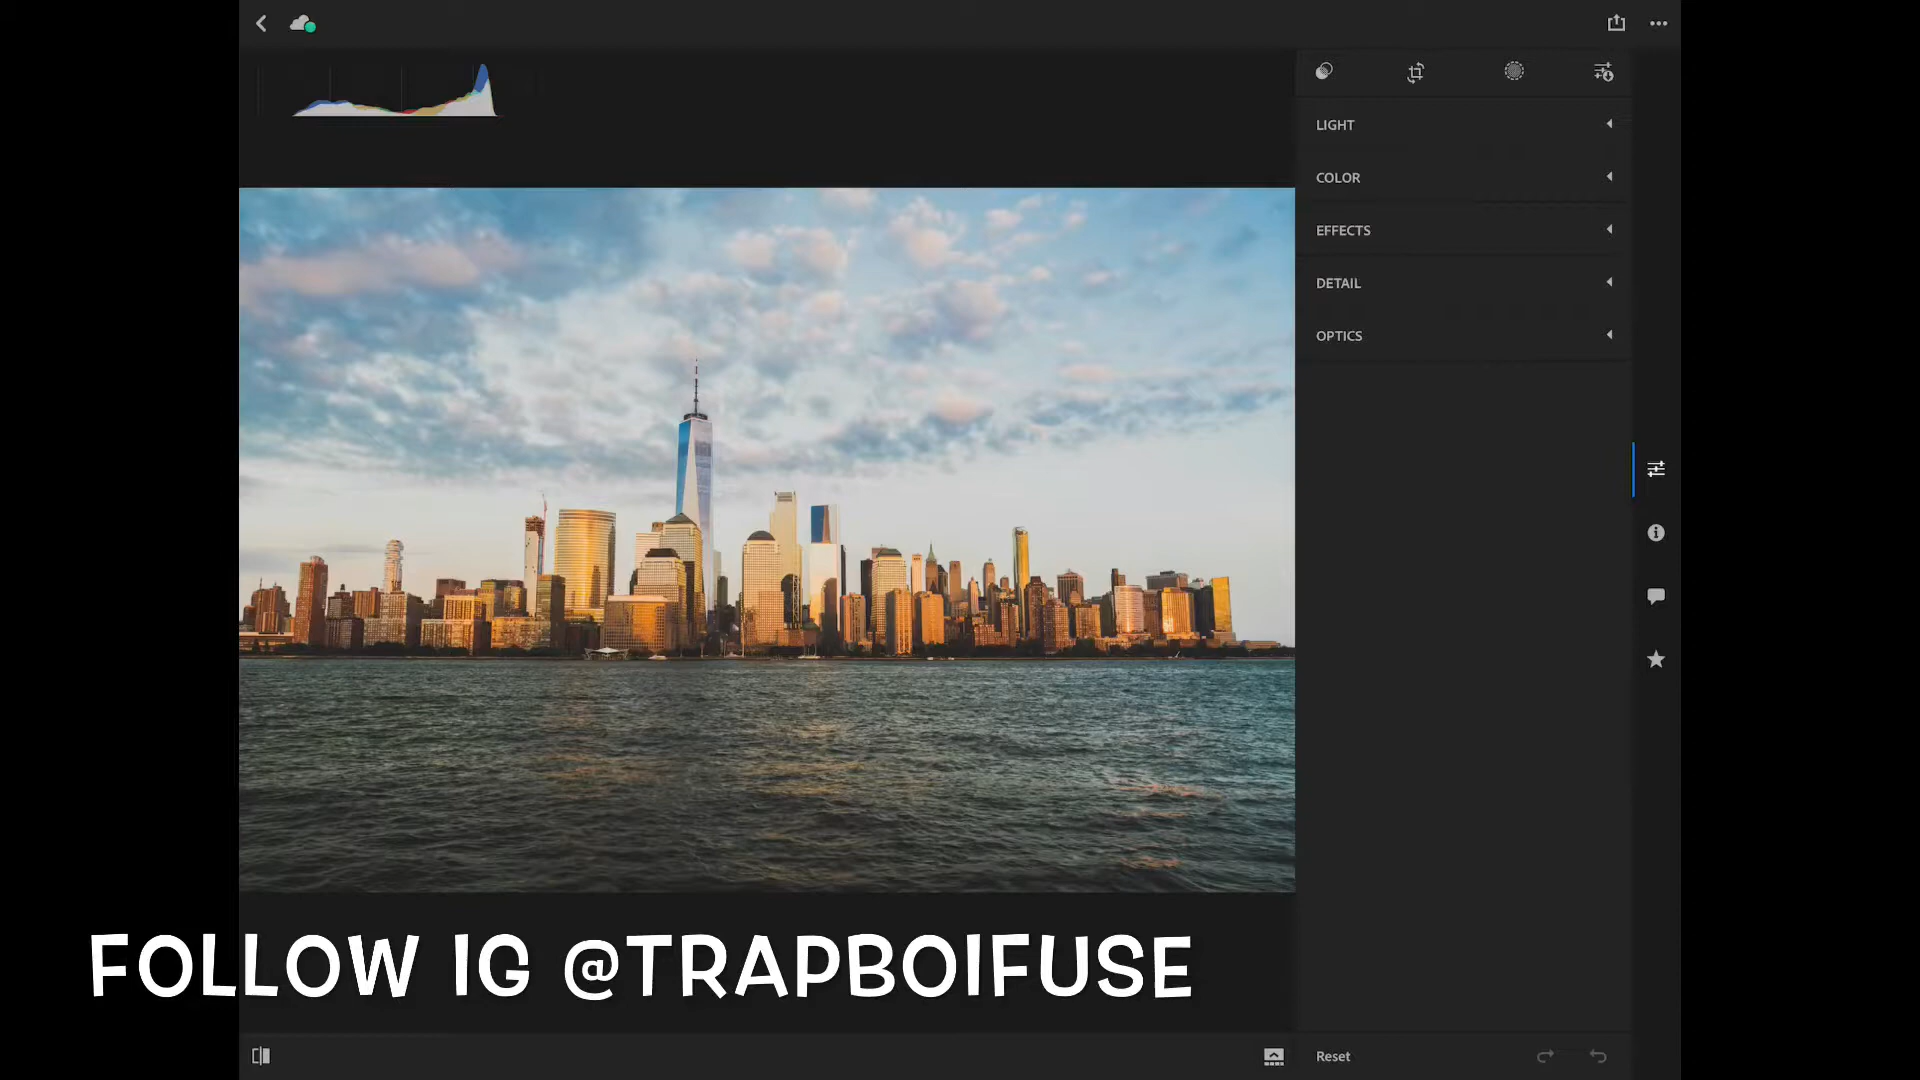 LIGHT
COLOR
EFFECTS
DETAIL
OPTICS
FOLLOW IG @TRAPBOIFUSE
Reset